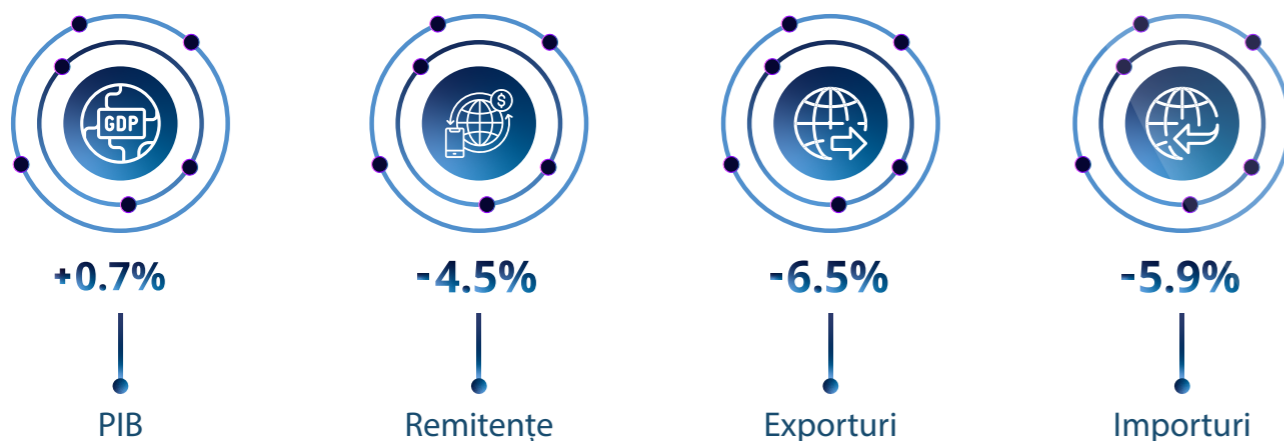 GDP
$
+0.7%
-4.5%
-6.5%
-5.9%
PIB
Remitențe
Exporturi
Importuri